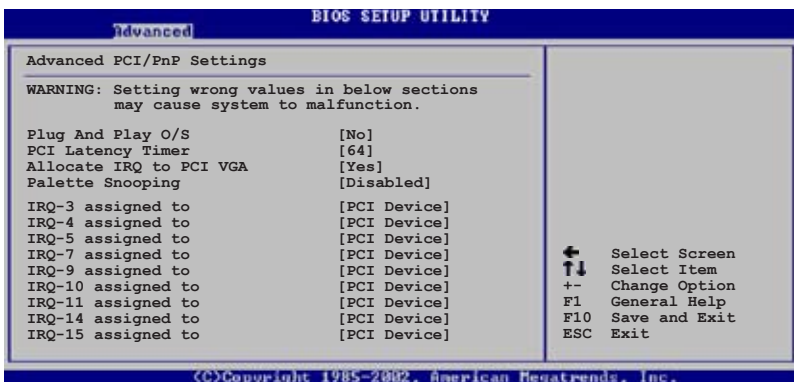 BIOS SETUP UTILITY
Advanced
Advanced PCI/PnP Settings
WARNING: Setting wrong values in below sections
may cause system to malfunction.
Plug And Play O/S [No]
PCI Latency Timer [64]
Allocate IRQ to PCI VGA [Yes]
Palette Snooping [Disabled]
IRQ-3 assigned to [PCI Device]
IRQ-4 assigned to [PCI Device]
IRQ-5 assigned to [PCI Device]
IRQ-7 assigned to [PCI Device]
IRQ-9 assigned to [PCI Device]
IRQ-10 assigned to [PCI Device]
IRQ-11 assigned to [PCI Device]
IRQ-14 assigned to [PCI Device]
IRQ-15 assigned to [PCI Device]
← Select Screen
↑↓ Select Item
+- Change Option
F1 General Help
F10 Save and Exit
ESC Exit
(C)Copyright 1985-2002, American Megatrends, Inc.